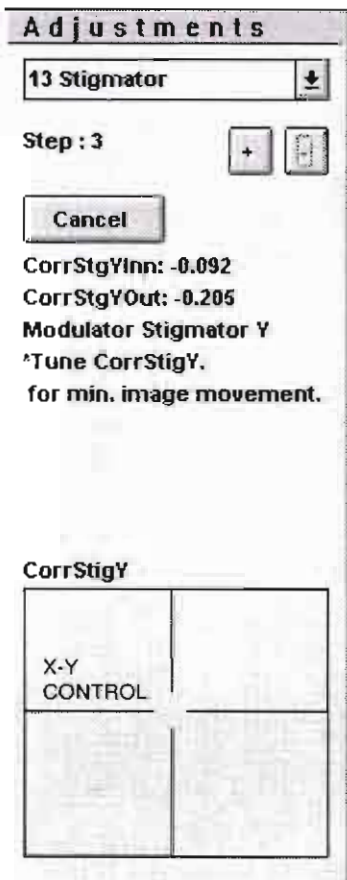 Adjustments
13 Stigmator
Step : 3
+ -
Cancel
CorrStgYInn: -0.092
CorrStgYOut: -0.205
Modulator Stigmator Y
*Tune CorrStigY.
for min. image movement.
CorrStigY
X-Y
CONTROL